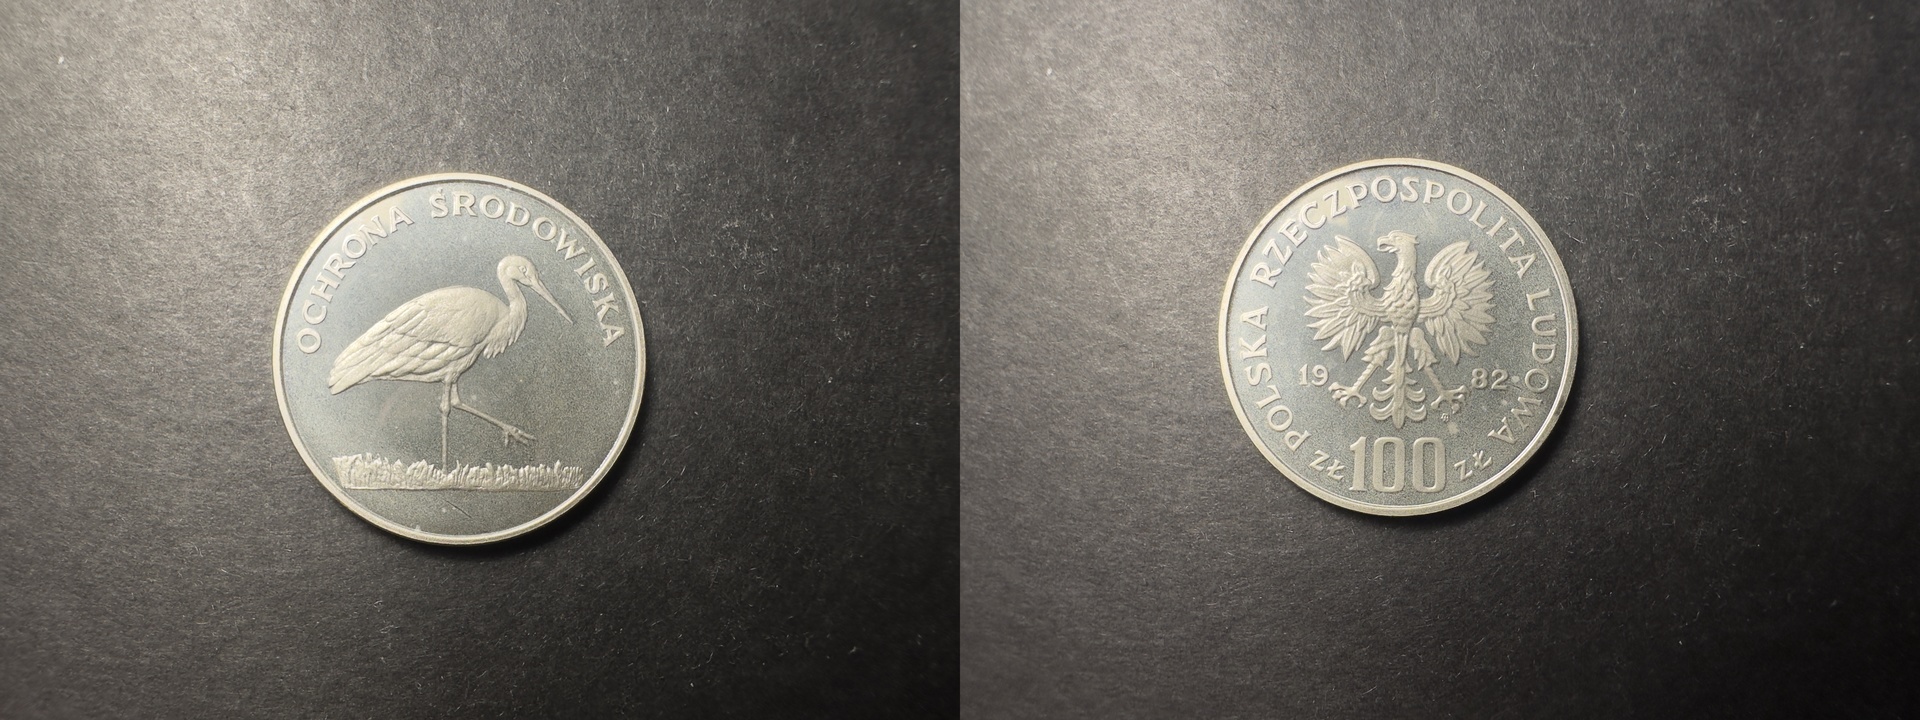 OCHRONA ŚRODOWISKA
POLSKA RZECZPOSPOLITA LUDOWA
19 82
ZŁ 100 ZŁ